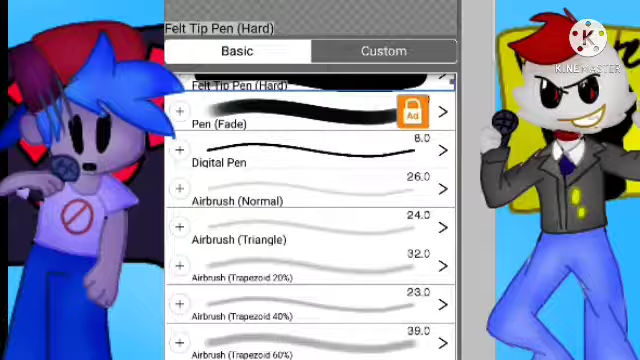 Felt Tip Pen (Hard)
Basic
Custom
Felt Tip Pen (Hard)
Ad
Pen (Fade)
8.0
Digital Pen
26.0
Airbrush (Normal)
24.0
Airbrush (Triangle)
32.0
Airbrush (Trapezoid 20%)
23.0
Airbrush (Trapezoid 40%)
39.0
Airbrush (Trapezoid 60%)
K
KINEMASTER